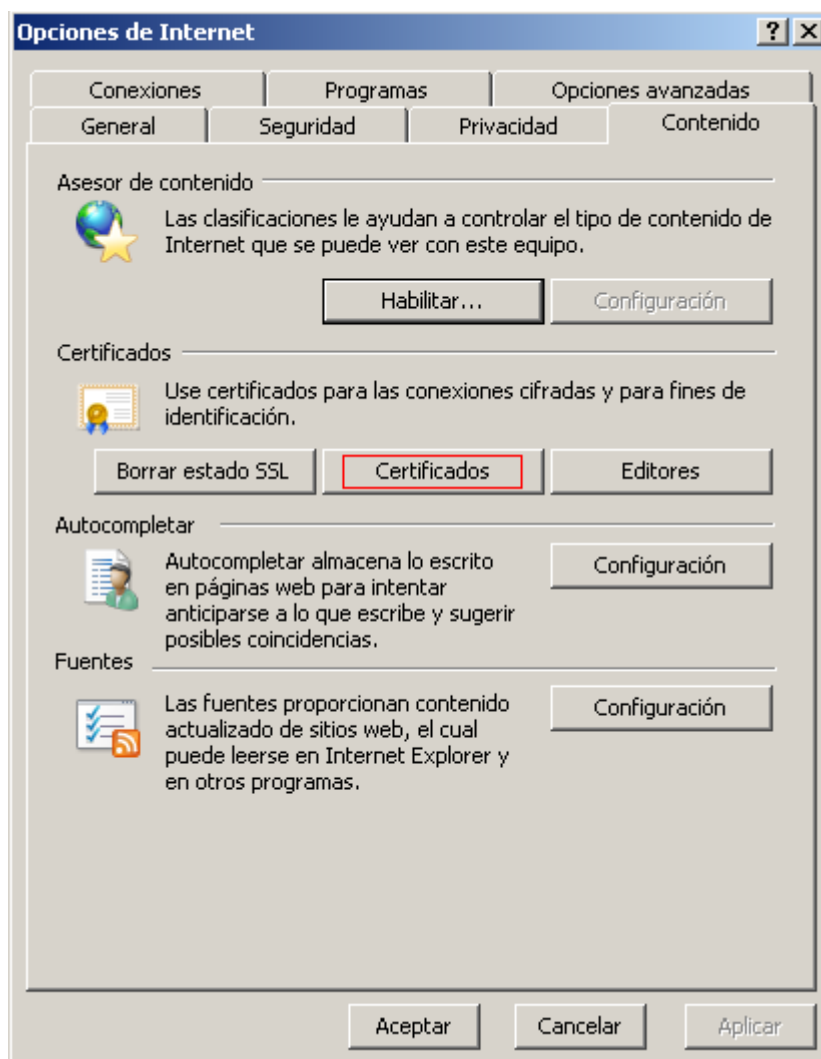 Opciones de Internet
Conexiones Programas Opciones avanzadas
General Seguridad Privacidad Contenido
Asesor de contenido
Las clasificaciones le ayudan a controlar el tipo de contenido de
Internet que se puede ver con este equipo.
Habilitar... Configuración
Certificados
Use certificados para las conexiones cifradas y para fines de
identificación.
Borrar estado SSL Certificados Editores
Autocompletar
Autocompletar almacena lo escrito
en páginas web para intentar
anticiparse a lo que escribe y sugerir
posibles coincidencias.
Configuración
Fuentes
Las fuentes proporcionan contenido
actualizado de sitios web, el cual
puede leerse en Internet Explorer y
en otros programas.
Configuración
Aceptar Cancelar Aplicar